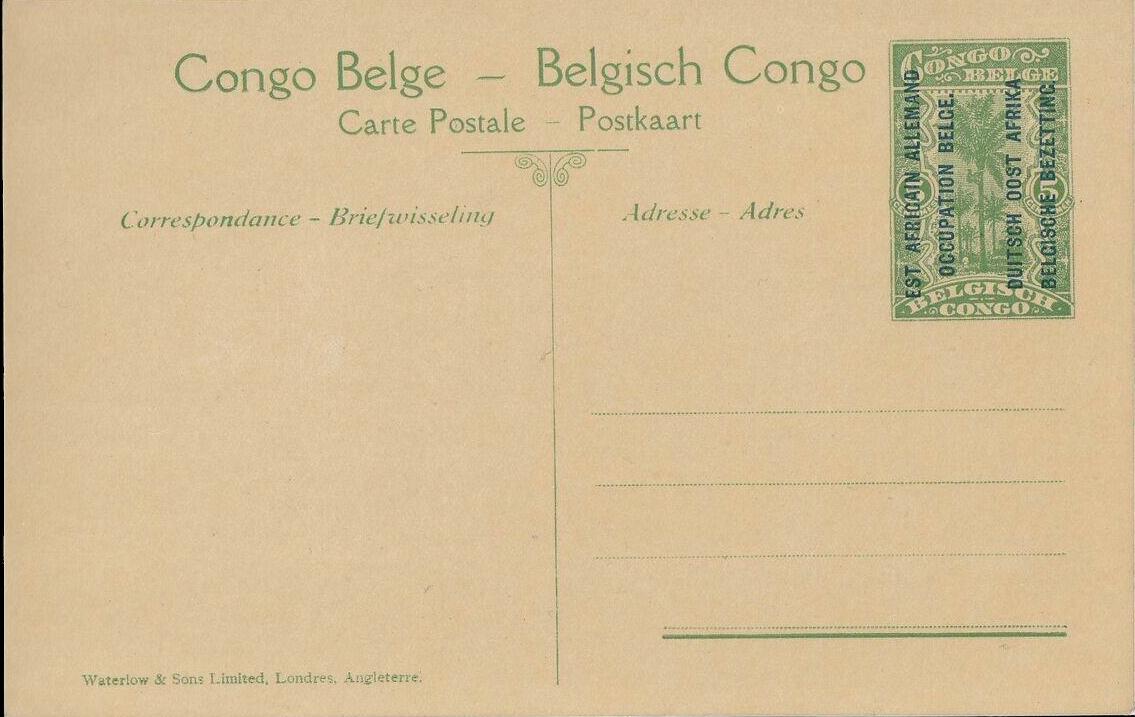 Congo Belge – Belgisch Congo
Carte Postale – Postkaart
Correspondance – Briefwisseling
Adresse – Adres
CONGO
BELGE
EST AFRICAIN ALLEMAND
OCCUPATION BELGE.
DUITSCH OOST AFRIKA
BELGISCHE BEZETTING
5
BELGISCH
CONGO
Waterlow & Sons Limited, Londres, Angleterre.